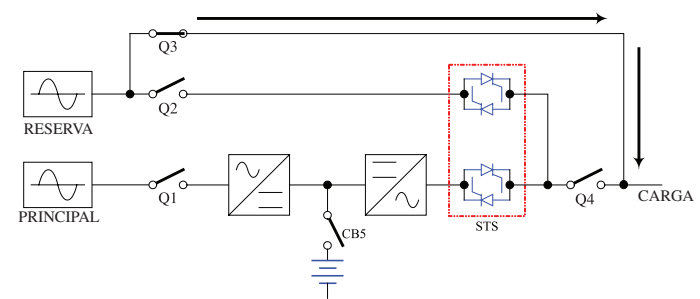 Q3
Q2
RESERVA
Q1
PRINCIPAL
CB5
STS
Q4
CARGA